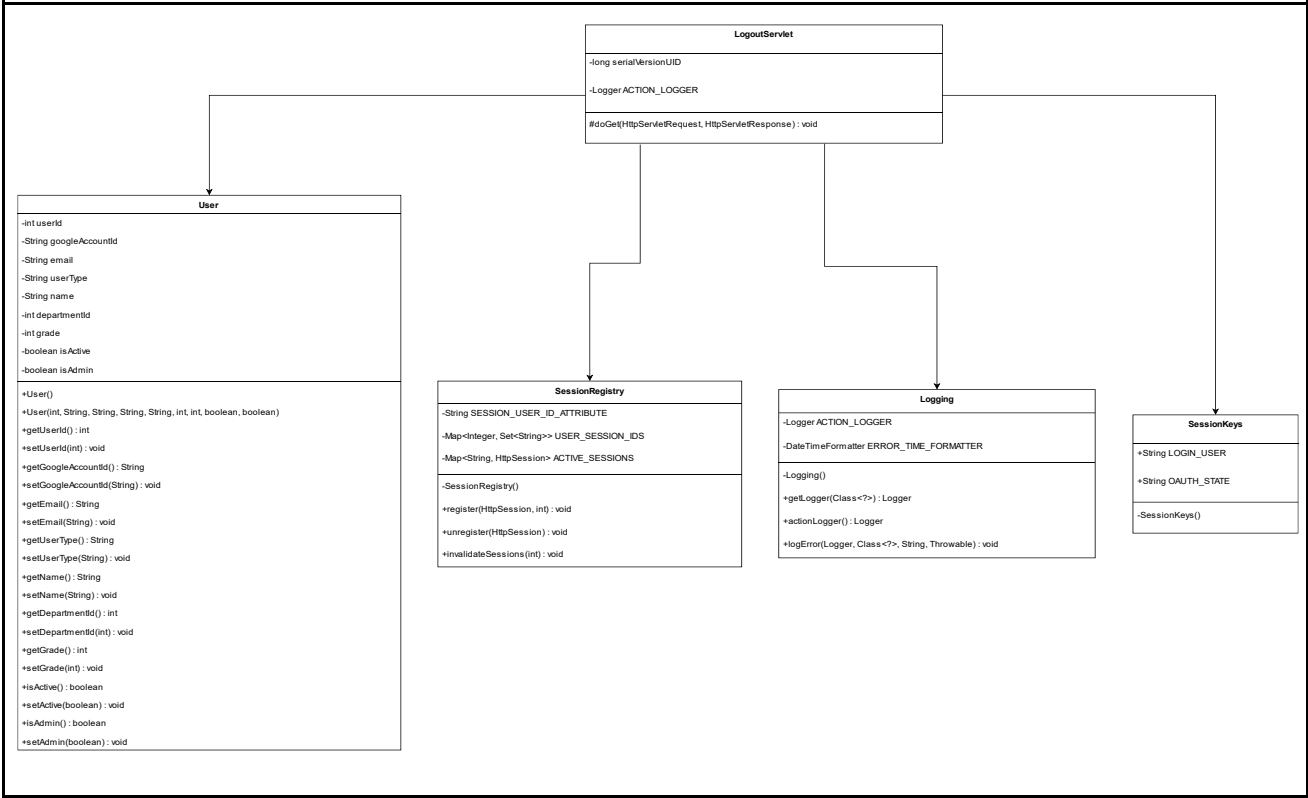 LogoutServlet
-long serialVersionUID
-Logger ACTION_LOGGER
#doGet(HttpServletRequest, HttpServletResponse) : void
User
-int userId
-String googleAccountId
-String email
-String userType
-String name
-int departmentId
-int grade
-boolean isActive
-boolean isAdmin
+User()
+User(int, String, String, String, String, int, int, boolean, boolean)
+getUserId() : int
+setUserId(int) : void
+getGoogleAccountId() : String
+setGoogleAccountId(String) : void
+getEmail() : String
+setEmail(String) : void
+getUserType() : String
+setUserType(String) : void
+getName() : String
+setName(String) : void
+getDepartmentId() : int
+setDepartmentId(int) : void
+getGrade() : int
+setGrade(int) : void
+isActive() : boolean
+setActive(boolean) : void
+isAdmin() : boolean
+setAdmin(boolean) : void
SessionRegistry
-String SESSION_USER_ID_ATTRIBUTE
-Map<Integer, Set<String>> USER_SESSION_IDS
-Map<String, HttpSession> ACTIVE_SESSIONS
-SessionRegistry()
+register(HttpSession, int) : void
+unregister(HttpSession) : void
+invalidateSessions(int) : void
Logging
-Logger ACTION_LOGGER
-DateTimeFormatter ERROR_TIME_FORMATTER
-Logging()
+getLogger(Class<?>) : Logger
+actionLogger() : Logger
+logError(Logger, Class<?>, String, Throwable) : void
SessionKeys
+String LOGIN_USER
+String OAUTH_STATE
-SessionKeys()